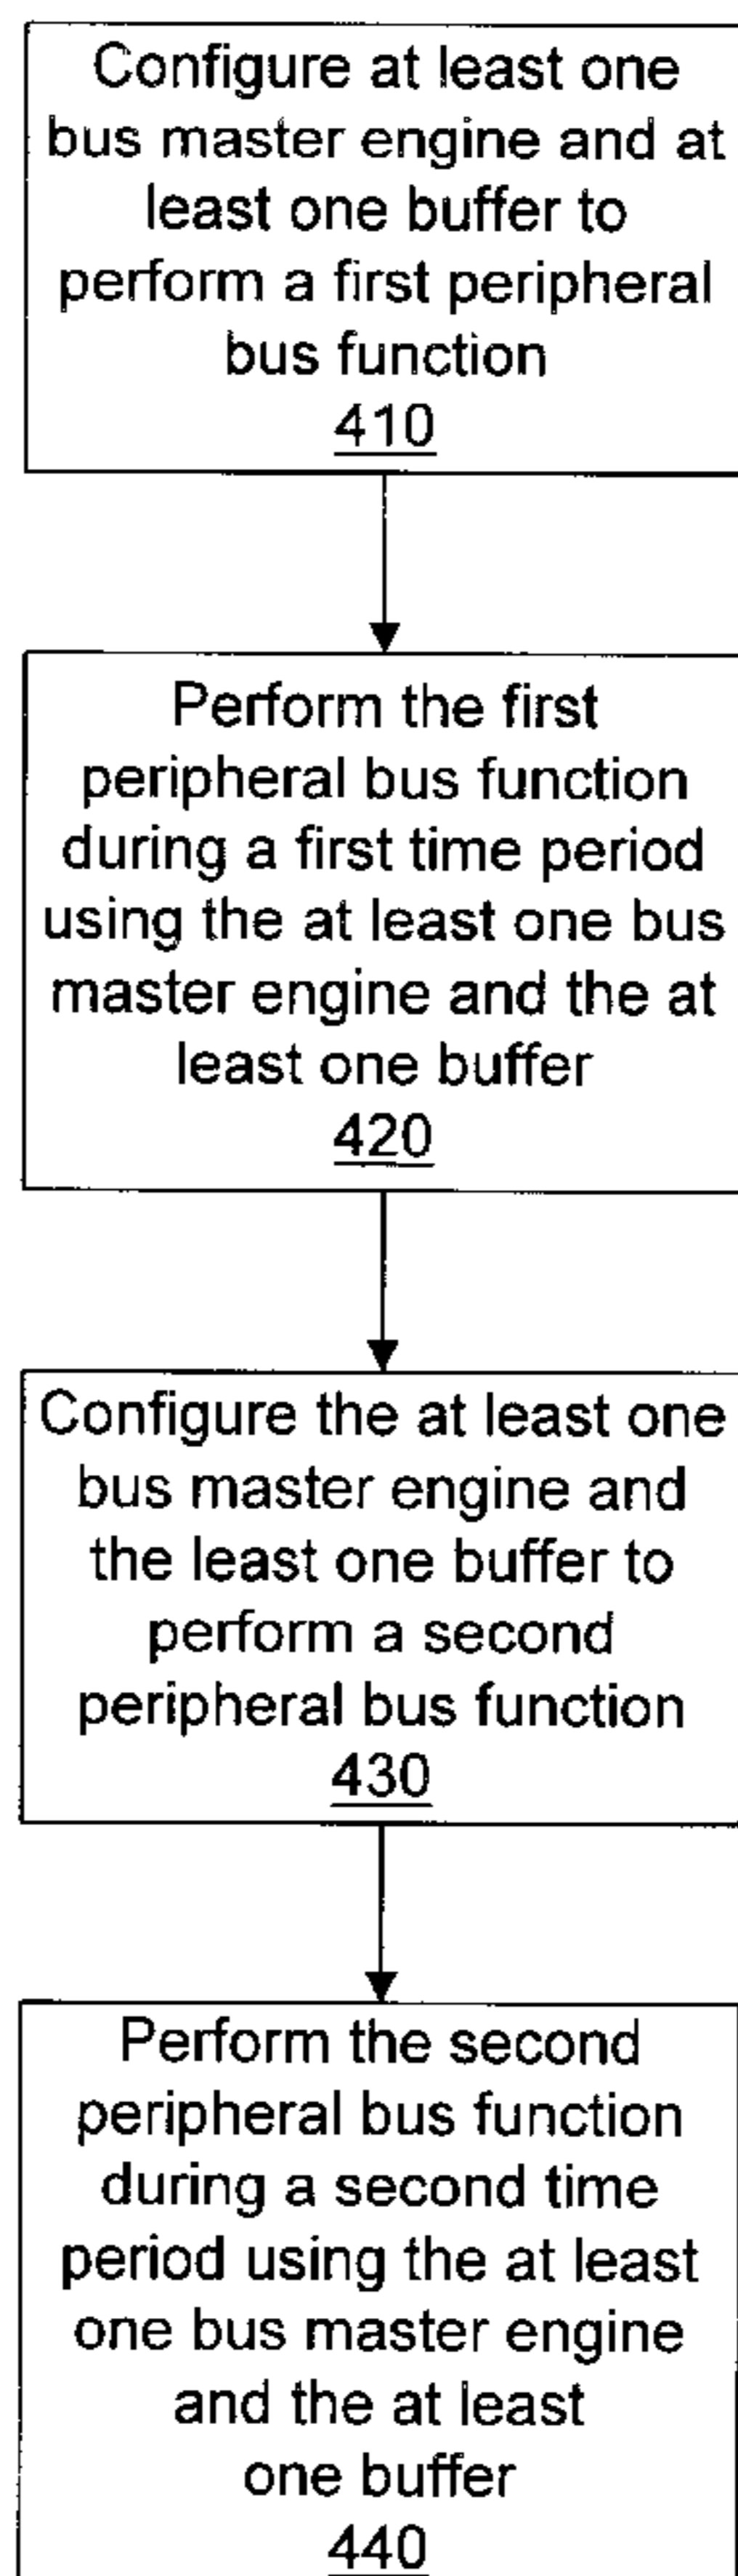 Configure at least one
bus master engine and at
least one buffer to
perform a first peripheral
bus function
410
Perform the first
peripheral bus function
during a first time period
using the at least one bus
master engine and the at
least one buffer
420
Configure the at least one
bus master engine and
the least one buffer to
perform a second
peripheral bus function
430
Perform the second
peripheral bus function
during a second time
period using the at least
one bus master engine
and the at least
one buffer
440